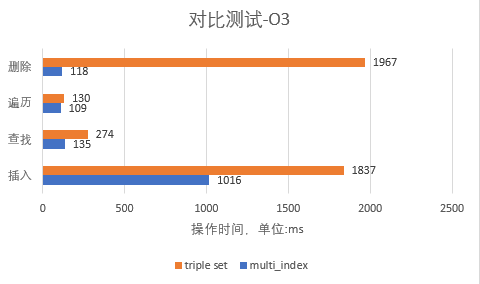 对比测试-O3
删除
1967
118
遍历
130
109
查找
274
135
插入
1837
1016
0 500 1000 1500 2000 2500
操作时间，单位:ms
triple set multi_index